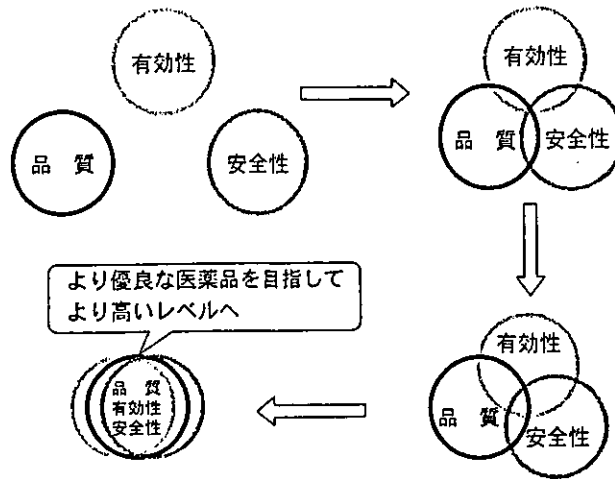 有効性
品　質
安全性
有効性
品　質
安全性
より優良な医薬品を目指して
より高いレベルへ
品　質
有効性
安全性
有効性
品　質
安全性